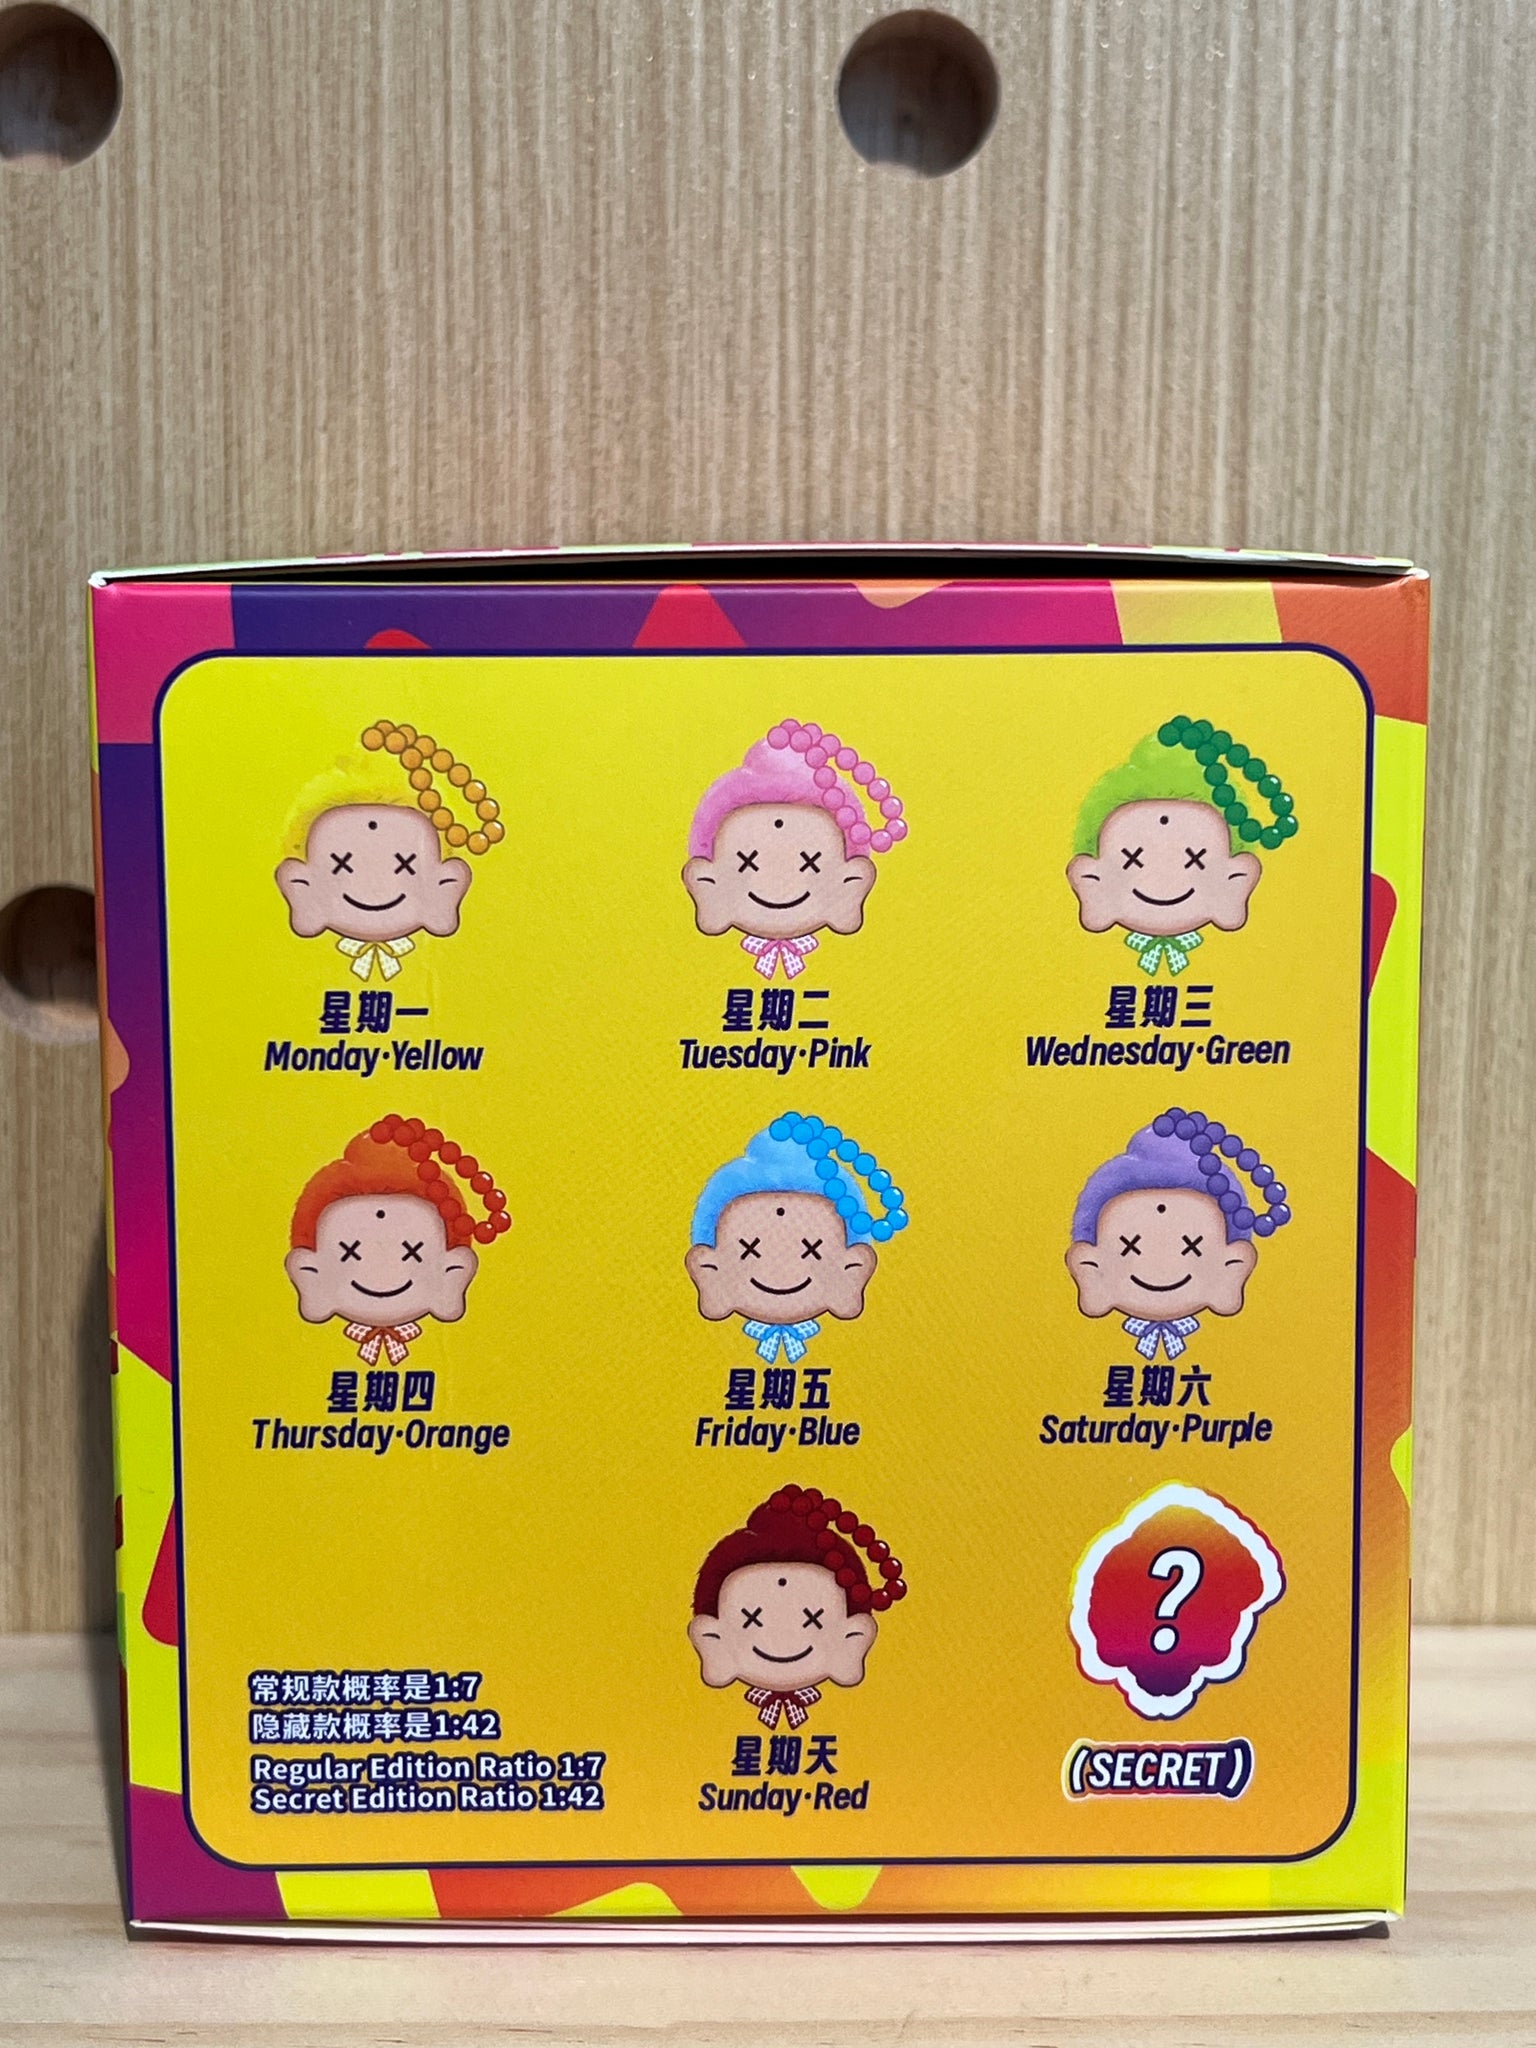 星期一
Monday·Yellow
星期二
Tuesday·Pink
星期三
Wednesday·Green
星期四
Thursday·Orange
星期五
Friday·Blue
星期六
Saturday·Purple
星期天
Sunday·Red
?
(SECRET)
常规款概率是1:7
隐藏款概率是1:42
Regular Edition Ratio 1:7
Secret Edition Ratio 1:42